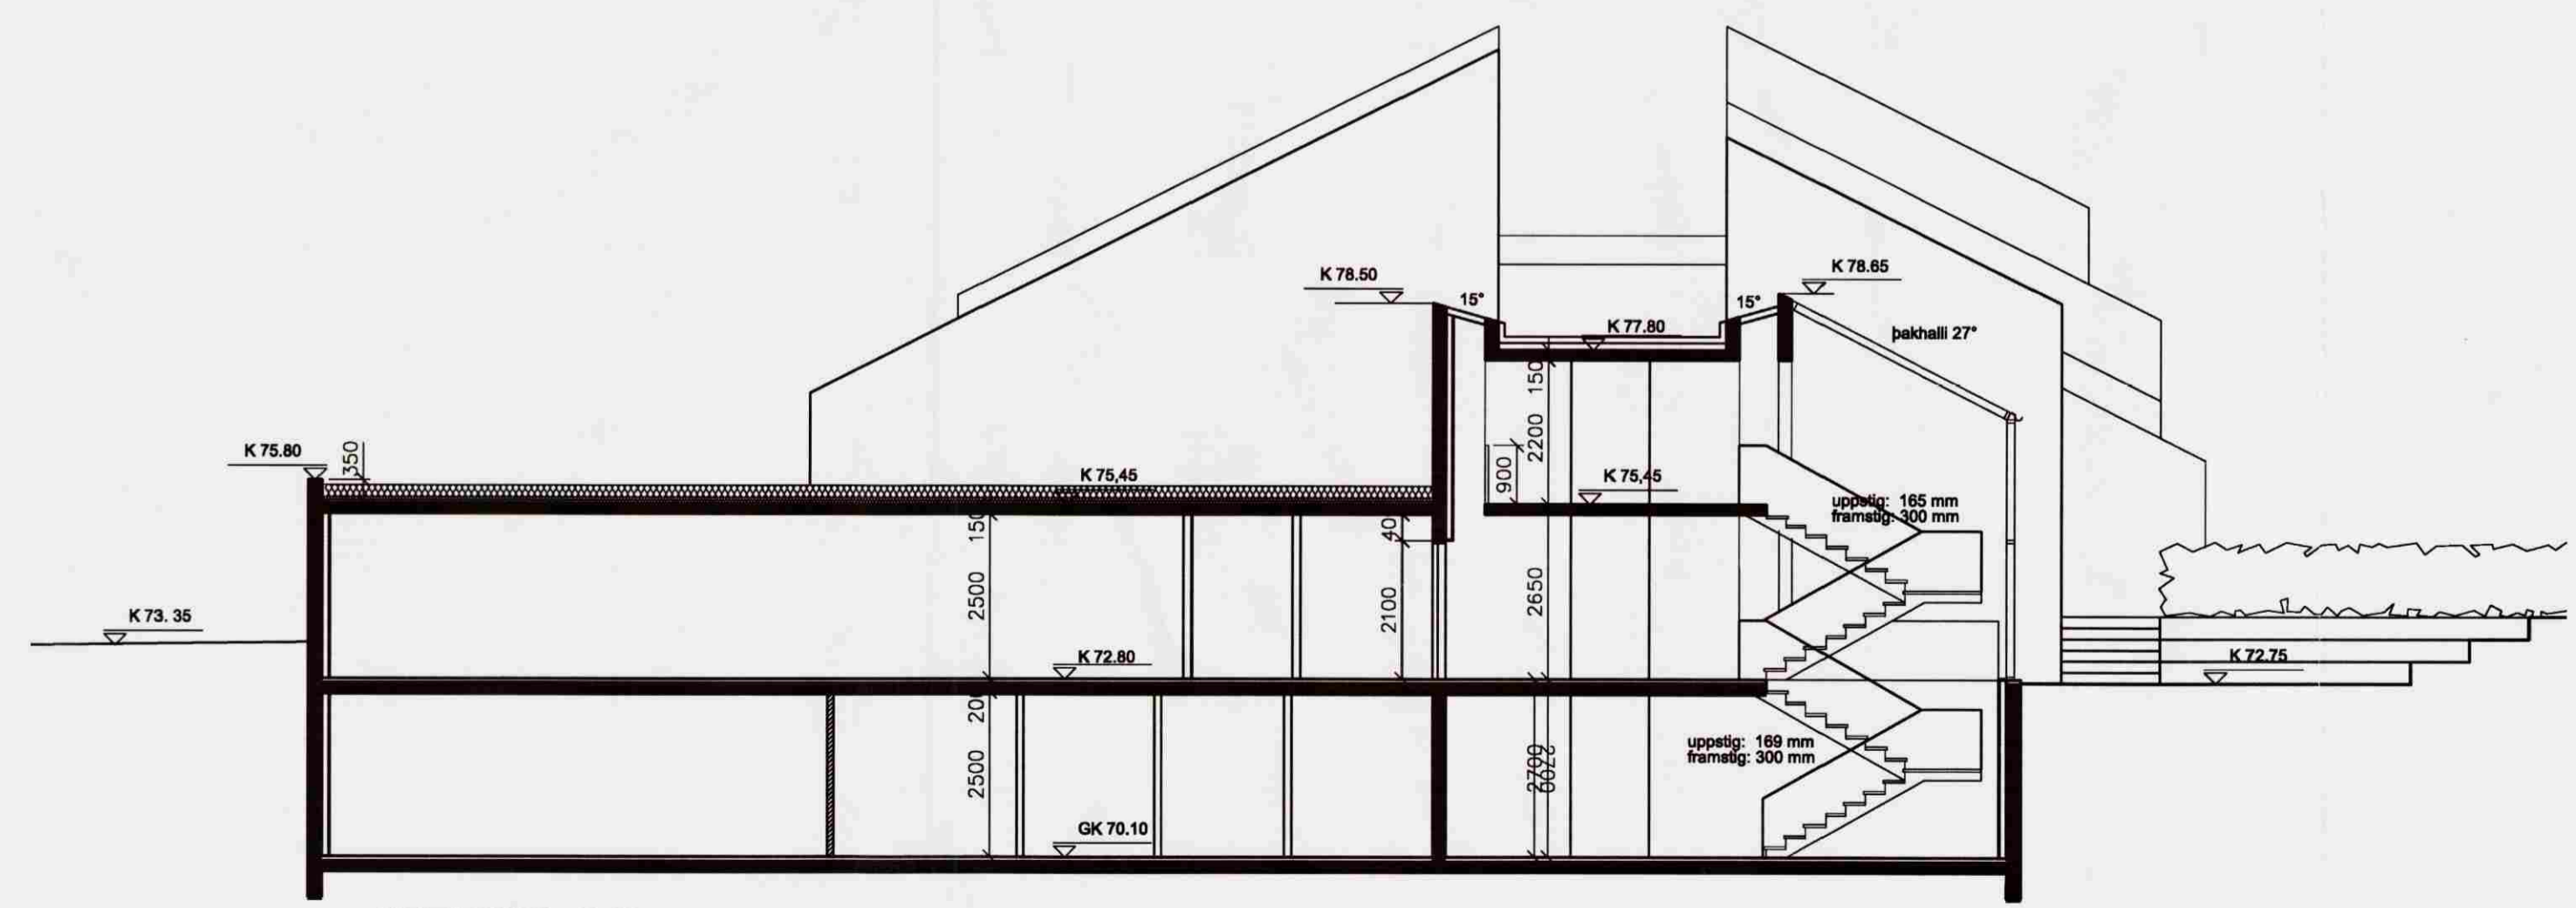 K 78.65
K 78.50
15°
15°
K 77.80
þakhalli 27°
150
2200
K 75.80
350
K 75,45
900
K 75,45
uppstig: 165 mm
framstig: 300 mm
150
40
2500
2650
2100
K 73. 35
K 72.80
K 72.75
200
uppstig: 169 mm
framstig: 300 mm
2500
2700
2700
GK 70.10